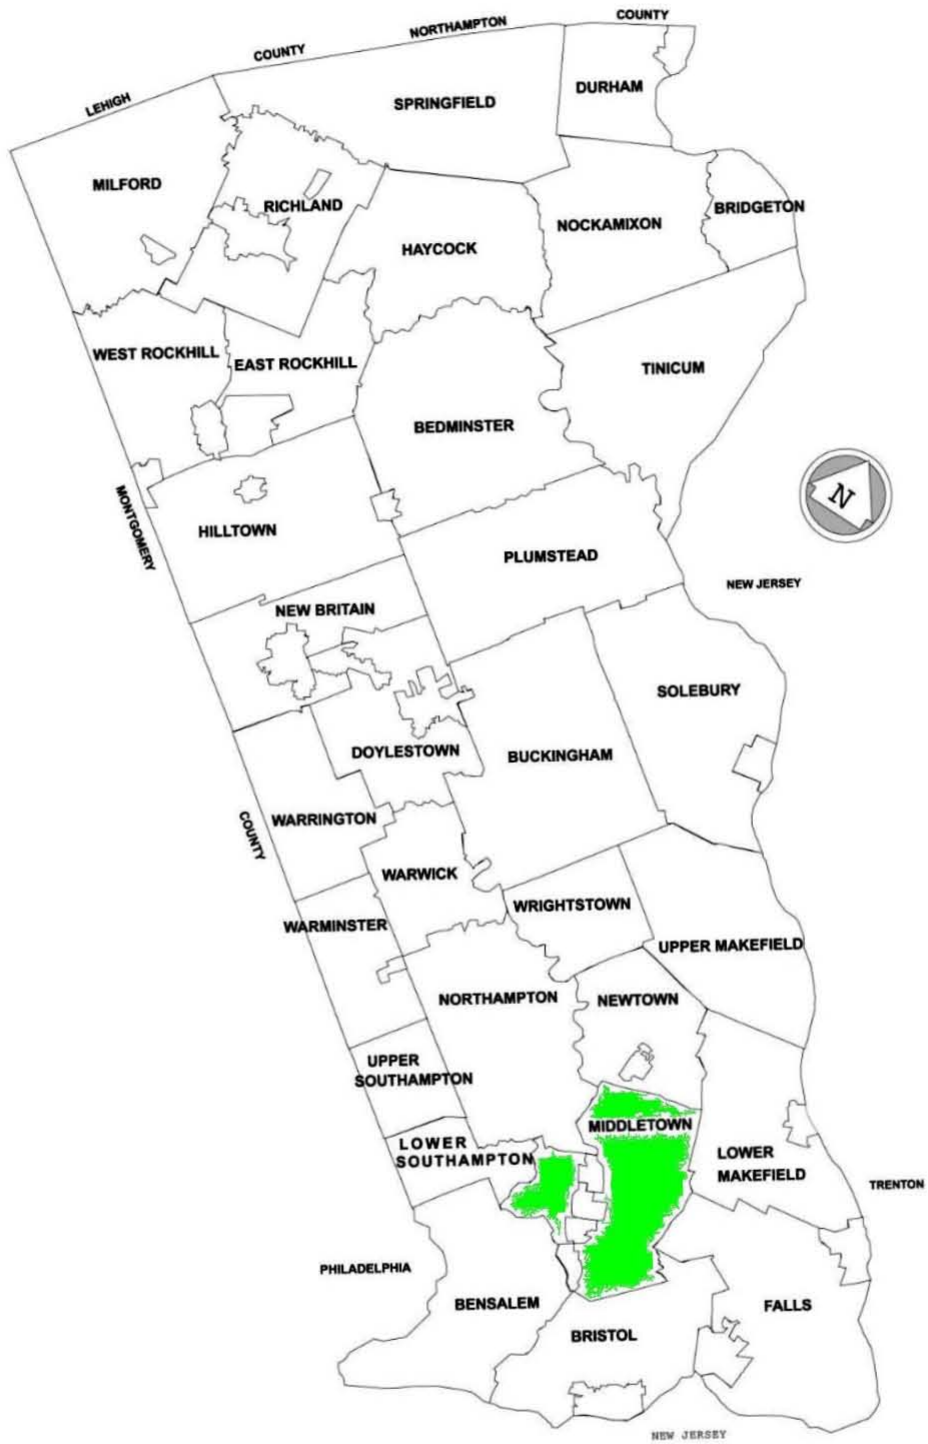 COUNTY
NORTHAMPTON
COUNTY
LEHIGH
DURHAM
SPRINGFIELD
MILFORD
RICHLAND
BRIDGETON
NOCKAMIXON
HAYCOCK
WEST ROCKHILL
EAST ROCKHILL
TINICUM
BEDMINSTER
N
MONTGOMERY
HILLTOWN
PLUMSTEAD
NEW JERSEY
NEW BRITAIN
SOLEBURY
DOYLESTOWN
BUCKINGHAM
COUNTY
WARRINGTON
WARWICK
WRIGHTSTOWN
WARMINSTER
UPPER MAKEFIELD
NORTHAMPTON
NEWTOWN
UPPER
SOUTHAMPTON
MIDDLETOWN
LOWER
SOUTHAMPTON
LOWER
MAKEFIELD
TRENTON
PHILADELPHIA
BENSALEM
FALLS
BRISTOL
NEW JERSEY